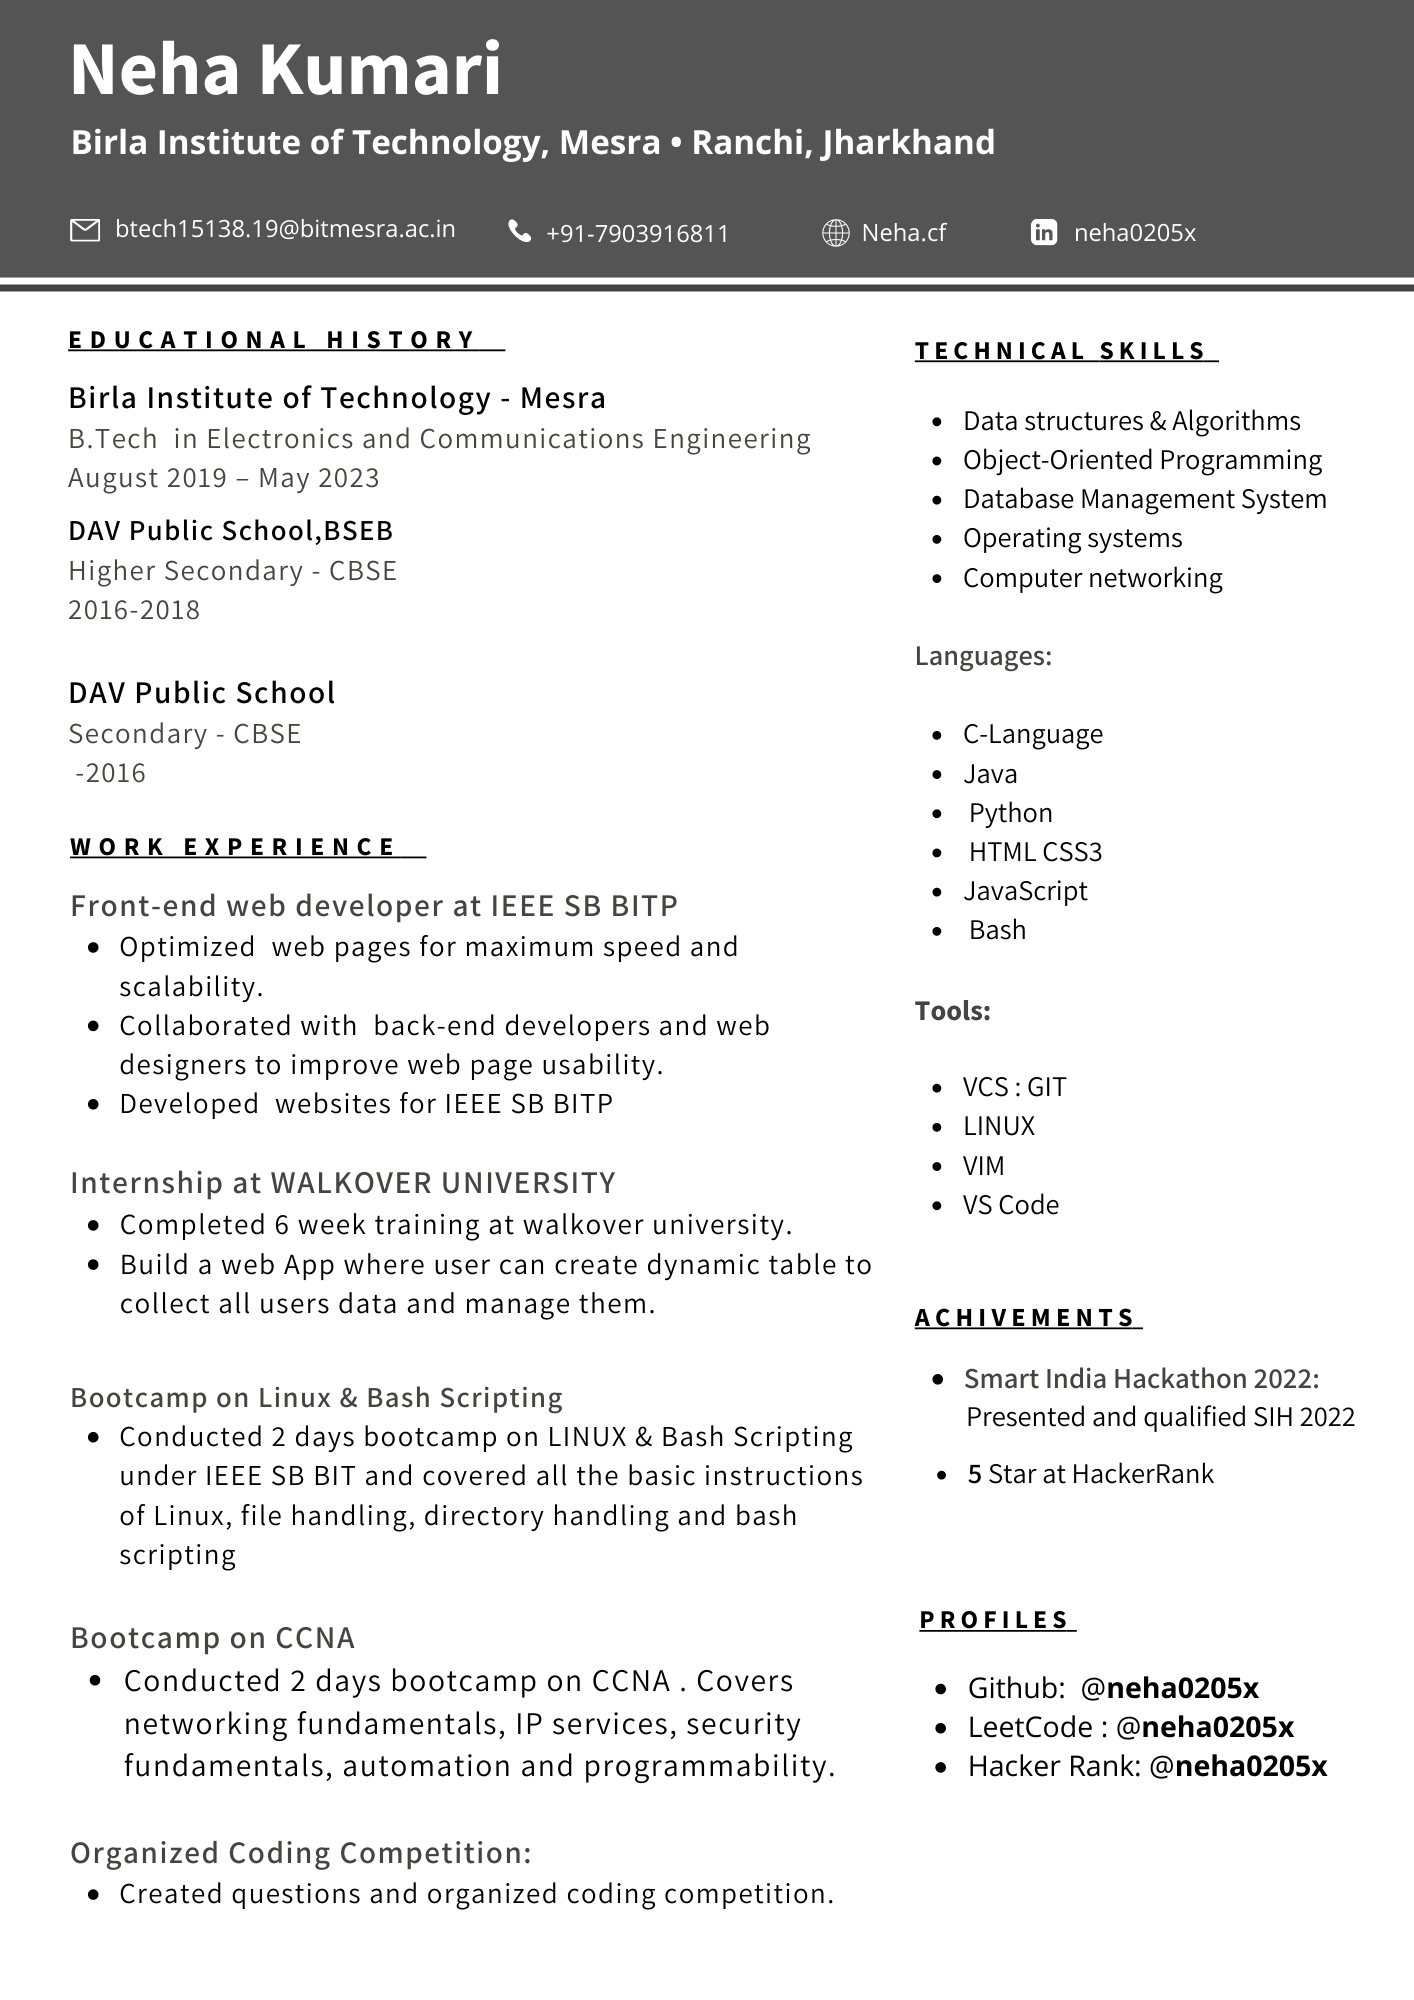 Neha Kumari
Birla Institute of Technology, Mesra • Ranchi, Jharkhand
btech15138.19@bitmesra.ac.in
+91-7903916811
Neha.cf
neha0205x
EDUCATIONAL HISTORY
Birla Institute of Technology - Mesra
B.Tech in Electronics and Communications Engineering
August 2019 – May 2023
DAV Public School,BSEB
Higher Secondary - CBSE
2016-2018
DAV Public School
Secondary - CBSE
-2016
WORK EXPERIENCE
Front-end web developer at IEEE SB BITP
• Optimized web pages for maximum speed and
scalability.
• Collaborated with back-end developers and web
designers to improve web page usability.
• Developed websites for IEEE SB BITP
Internship at WALKOVER UNIVERSITY
• Completed 6 week training at walkover university.
• Build a web App where user can create dynamic table to
collect all users data and manage them.
Bootcamp on Linux & Bash Scripting
• Conducted 2 days bootcamp on LINUX & Bash Scripting
under IEEE SB BIT and covered all the basic instructions
of Linux, file handling, directory handling and bash
scripting
Bootcamp on CCNA
• Conducted 2 days bootcamp on CCNA . Covers
networking fundamentals, IP services, security
fundamentals, automation and programmability.
Organized Coding Competition:
• Created questions and organized coding competition.
TECHNICAL SKILLS
• Data structures & Algorithms
• Object-Oriented Programming
• Database Management System
• Operating systems
• Computer networking
Languages:
• C-Language
• Java
• Python
• HTML CSS3
• JavaScript
• Bash
Tools:
• VCS : GIT
• LINUX
• VIM
• VS Code
ACHIVEMENTS
• Smart India Hackathon 2022:
Presented and qualified SIH 2022
• 5 Star at HackerRank
PROFILES
• Github: @neha0205x
• LeetCode : @neha0205x
• Hacker Rank: @neha0205x